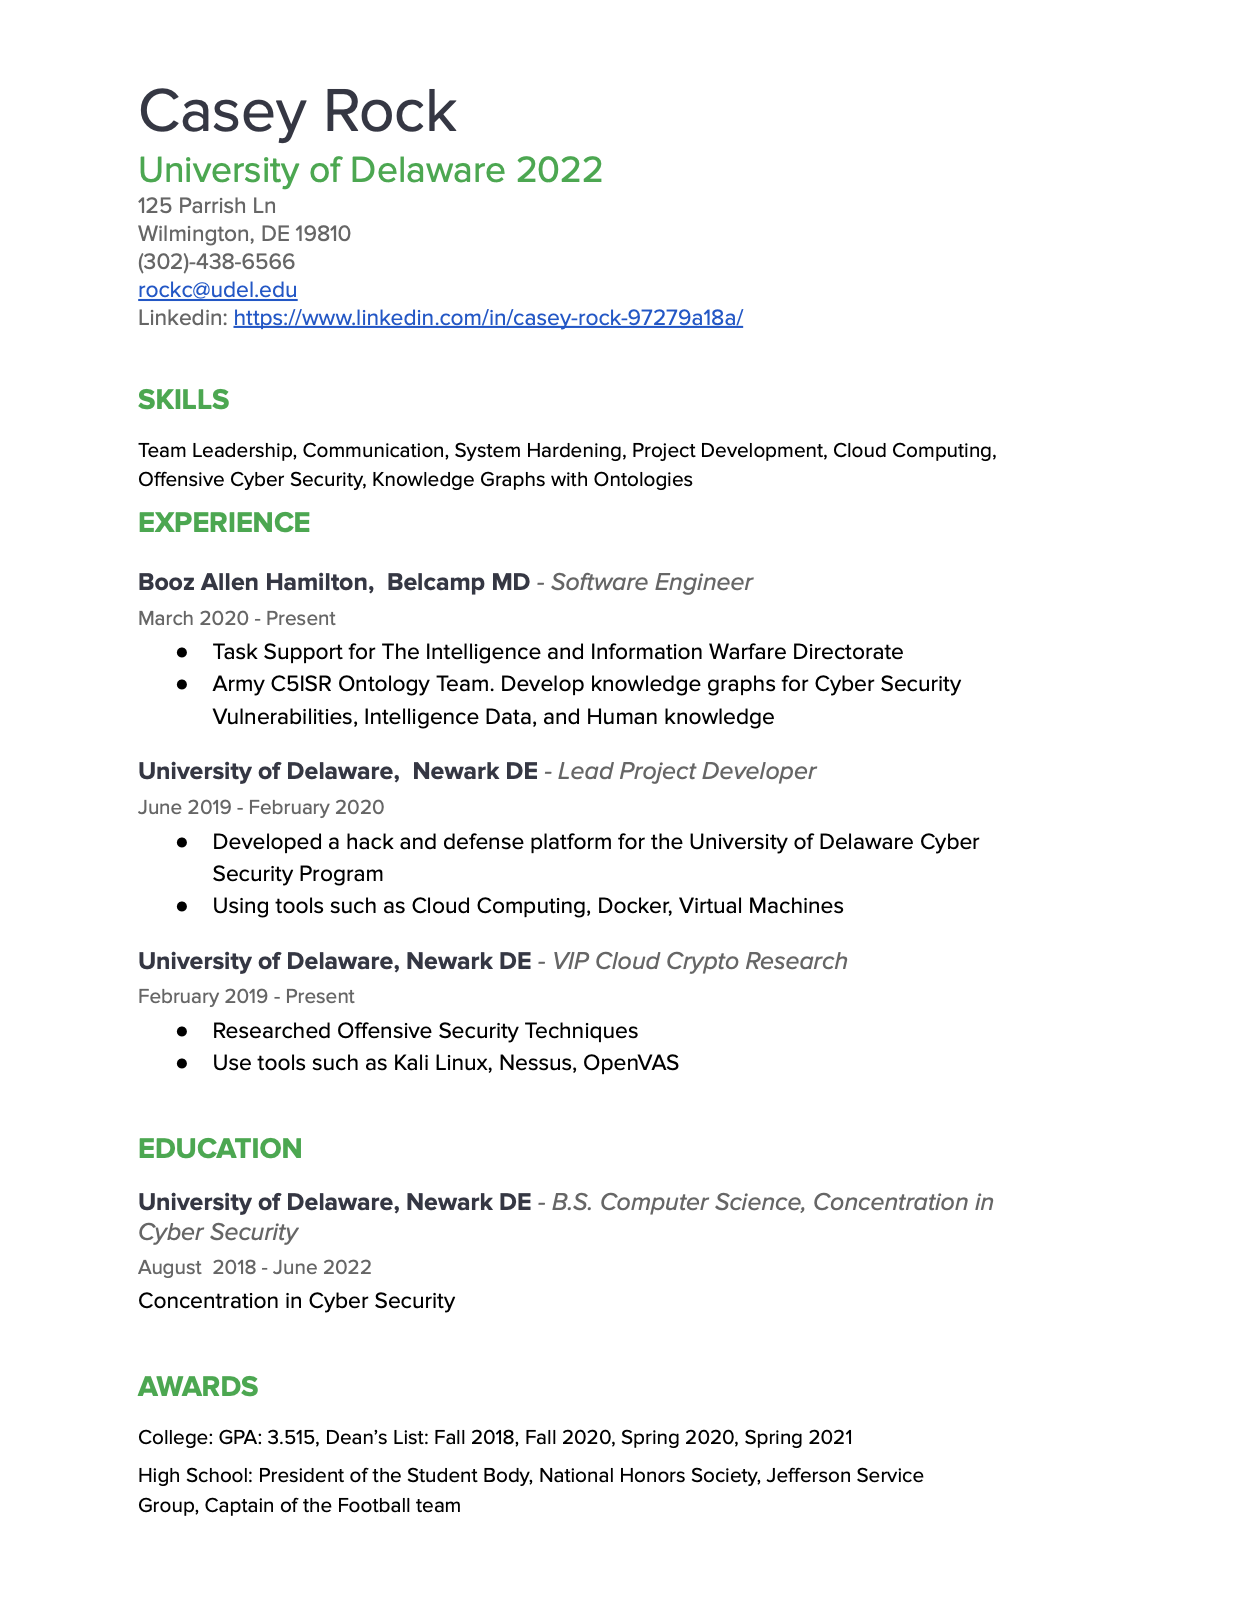 Casey Rock
University of Delaware 2022
125 Parrish Ln
Wilmington, DE 19810
(302)-438-6566
rockc@udel.edu
Linkedin: https://www.linkedin.com/in/casey-rock-97279a18a/
SKILLS
Team Leadership, Communication, System Hardening, Project Development, Cloud Computing,
Offensive Cyber Security, Knowledge Graphs with Ontologies
EXPERIENCE
Booz Allen Hamilton,  Belcamp MD - Software Engineer
March 2020 - Present
● Task Support for The Intelligence and Information Warfare Directorate
● Army C5ISR Ontology Team. Develop knowledge graphs for Cyber Security
Vulnerabilities, Intelligence Data, and Human knowledge
University of Delaware,  Newark DE - Lead Project Developer
June 2019 - February 2020
● Developed a hack and defense platform for the University of Delaware Cyber
Security Program
● Using tools such as Cloud Computing, Docker, Virtual Machines
University of Delaware, Newark DE - VIP Cloud Crypto Research
February 2019 - Present
● Researched Offensive Security Techniques
● Use tools such as Kali Linux, Nessus, OpenVAS
EDUCATION
University of Delaware, Newark DE - B.S. Computer Science, Concentration in
Cyber Security
August  2018 - June 2022
Concentration in Cyber Security
AWARDS
College: GPA: 3.515, Dean’s List: Fall 2018, Fall 2020, Spring 2020, Spring 2021
High School: President of the Student Body, National Honors Society, Jefferson Service
Group, Captain of the Football team